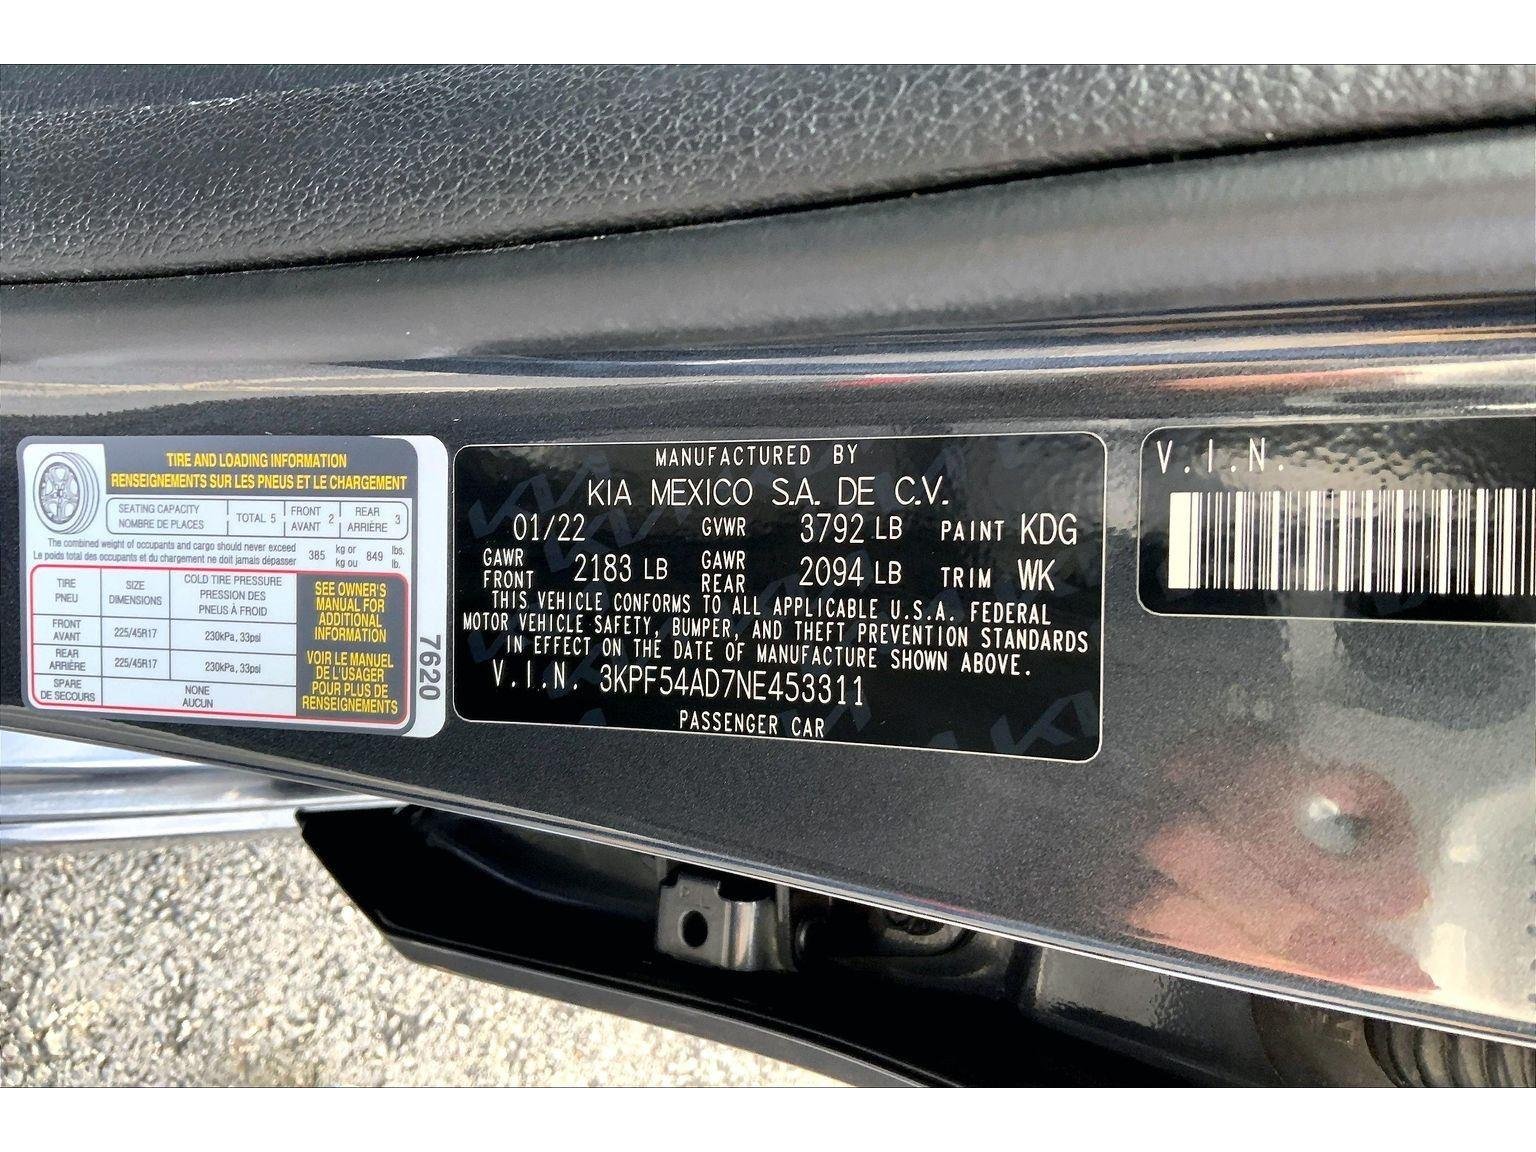 TIRE AND LOADING INFORMATION
RENSEIGNEMENTS SUR LES PNEUS ET LE CHARGEMENT
SEATING CAPACITY
NOMBRE DE PLACES
TOTAL 5
FRONT
AVANT 2
REAR
ARRIÈRE 3
The combined weight of occupants and cargo should never exceed
Le poids total des occupants et du chargement ne doit jamais dépasser
385 kg or
kg ou
849 lbs.
lb.
TIRE
PNEU
SIZE
DIMENSIONS
COLD TIRE PRESSURE
PRESSION DES
PNEUS À FROID
FRONT
AVANT
225/45R17
230kPa, 33psi
REAR
ARRIÈRE
225/45R17
230kPa, 33psi
SPARE
DE SECOURS
NONE
AUCUN
SEE OWNER'S
MANUAL FOR
ADDITIONAL
INFORMATION
VOIR LE MANUEL
DE L'USAGER
POUR PLUS DE
RENSEIGNEMENTS
7620
MANUFACTURED BY
KIA MEXICO S.A. DE C.V.
01/22 GVWR 3792 LB PAINT KDG
GAWR
FRONT 2183 LB
GAWR
REAR 2094 LB TRIM WK
THIS VEHICLE CONFORMS TO ALL APPLICABLE U.S.A. FEDERAL
MOTOR VEHICLE SAFETY, BUMPER, AND THEFT PREVENTION STANDARDS
IN EFFECT ON THE DATE OF MANUFACTURE SHOWN ABOVE.
V.I.N. 3KPF54AD7NE453311
PASSENGER CAR
V.I.N.